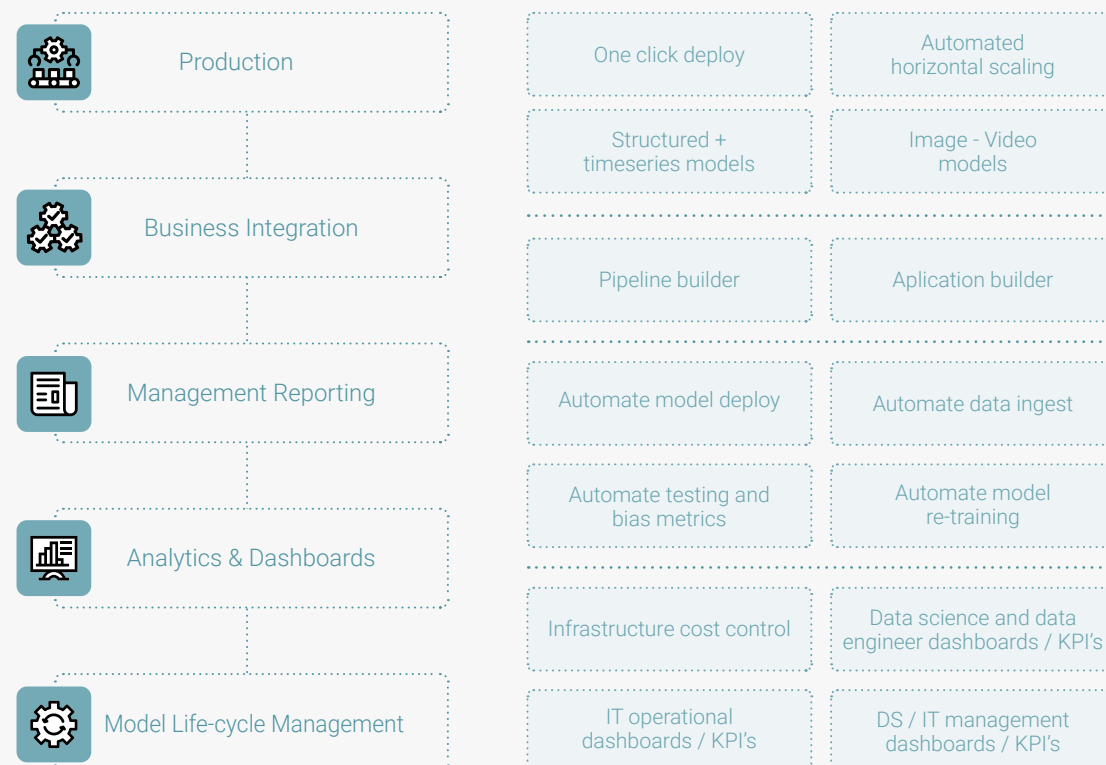 Production
Business Integration
Management Reporting
Analytics & Dashboards
Model Life-cycle Management
One click deploy
Automated
horizontal scaling
Structured +
timeseries models
Image - Video
models
Pipeline builder
Aplication builder
Automate model deploy
Automate data ingest
Automate testing and
bias metrics
Automate model
re-training
Infrastructure cost control
Data science and data
engineer dashboards / KPI's
IT operational
dashboards / KPI's
DS / IT management
dashboards / KPI's